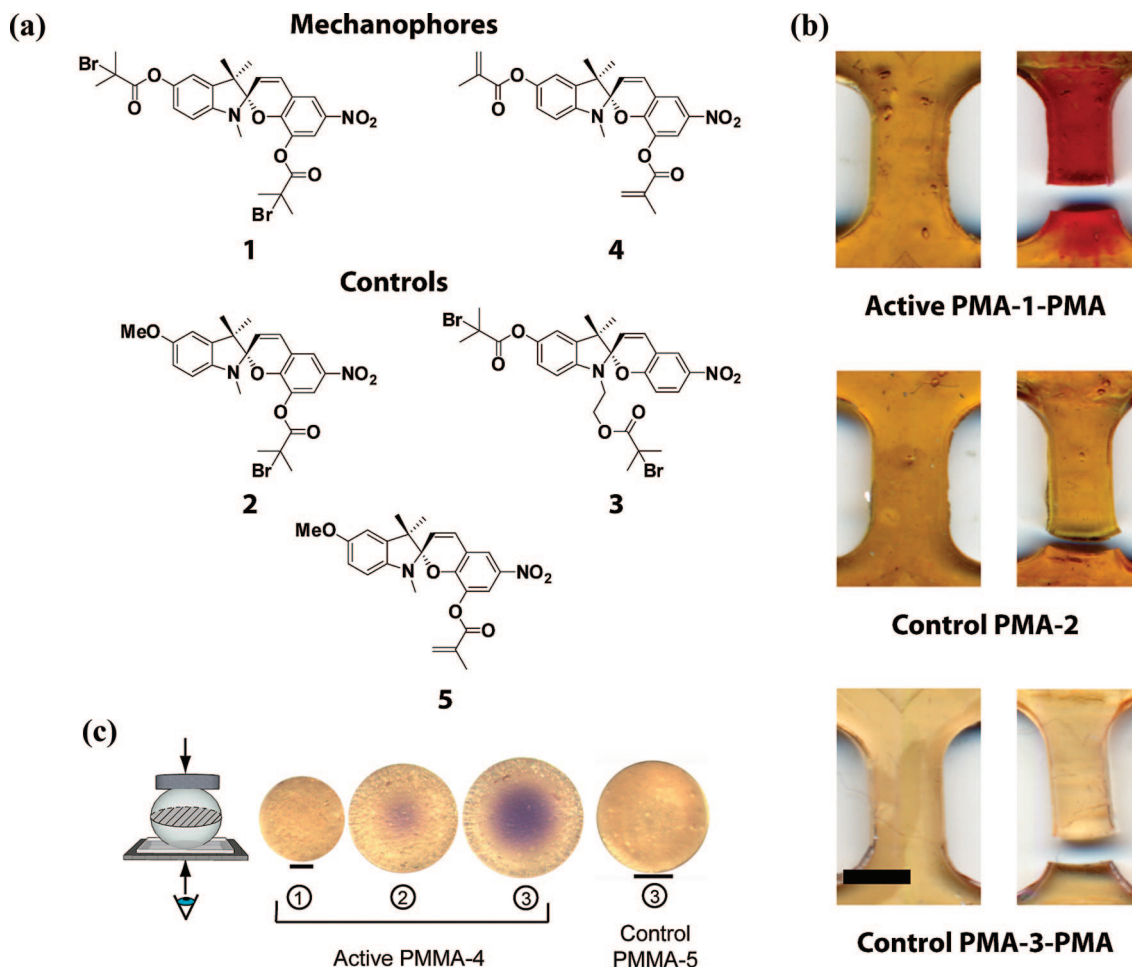 (a)
Mechanophores
Br
O
O
N
O
NO2
O
O
Br
1
O
O
N
O
NO2
O
O
4
Controls
MeO
N
O
NO2
O
O
Br
2
Br
O
O
N
O
NO2
O
O
Br
3
MeO
N
O
NO2
O
O
5
(b)
Active PMA-1-PMA
Control PMA-2
Control PMA-3-PMA
(c)
①
②
③
③
Active PMMA-4
Control
PMMA-5